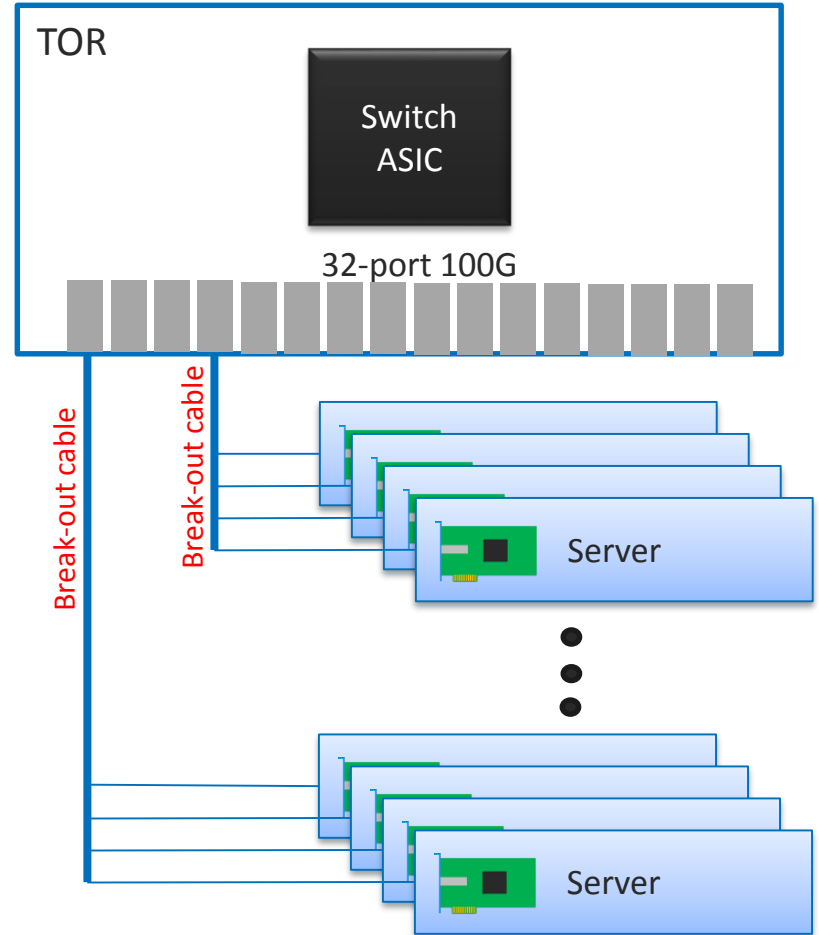 TOR
Switch
ASIC
32-port 100G
Break-out cable
Break-out cable
Server
Server